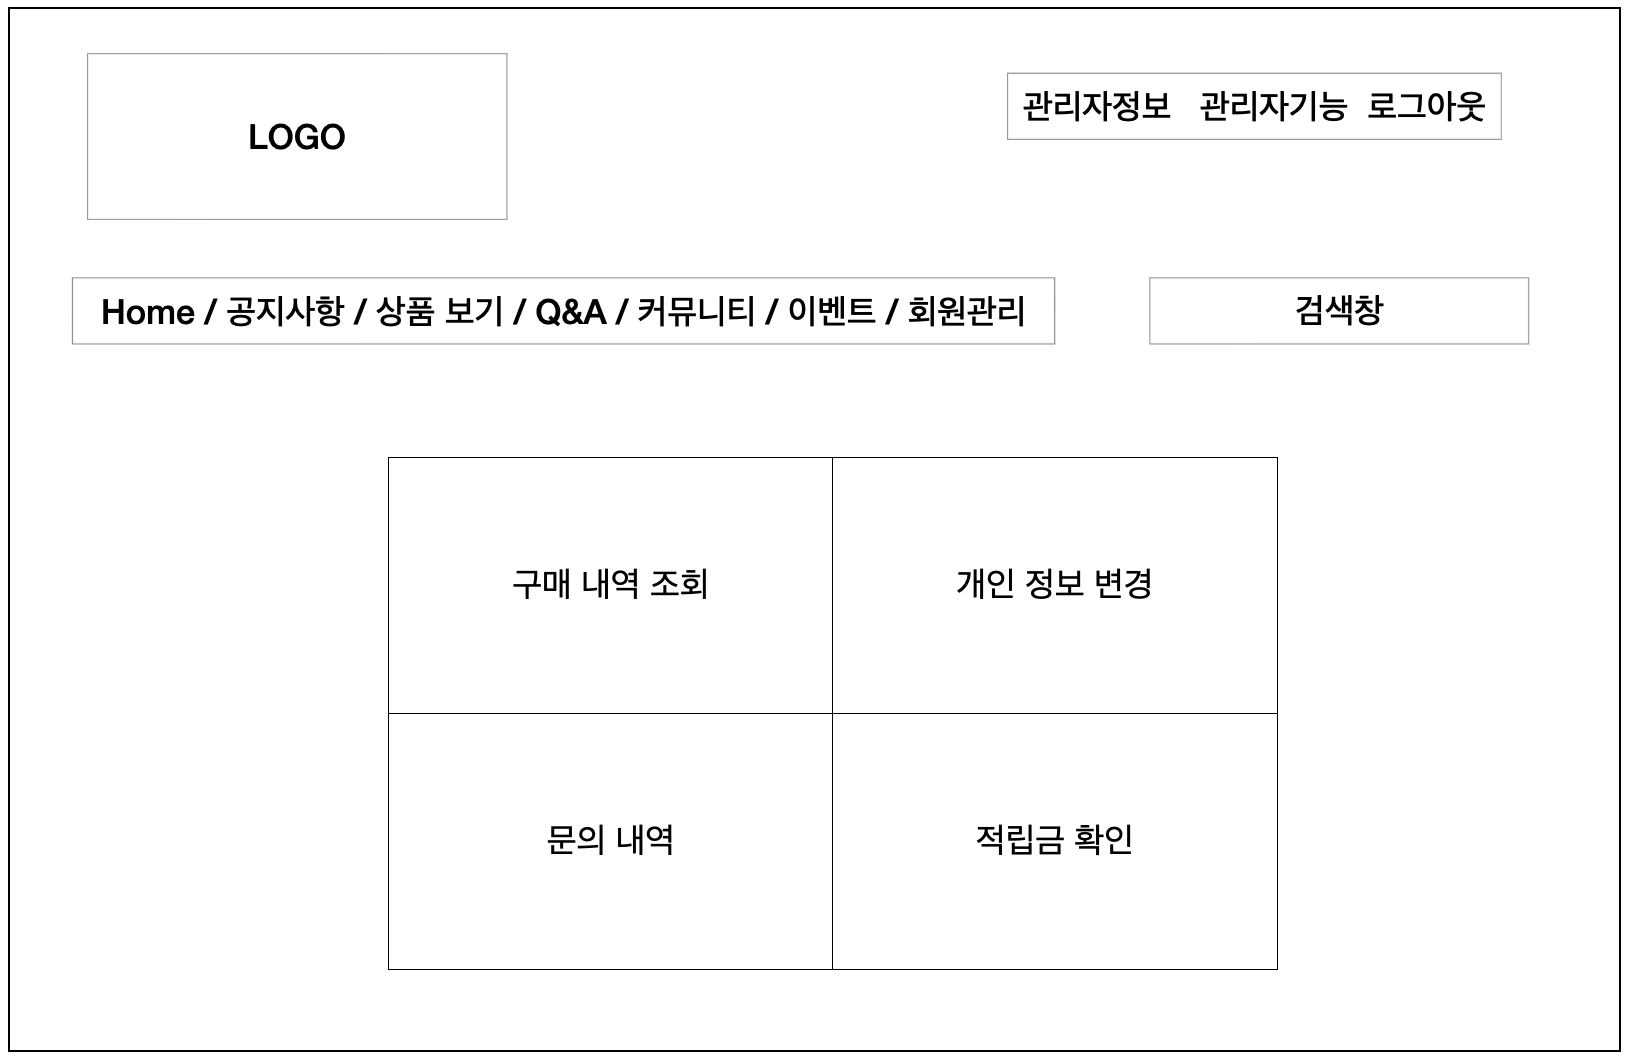 LOGO
관리자정보 관리자기능 로그아웃
Home / 공지사항 / 상품 보기 / Q&A / 커뮤니티 / 이벤트 / 회원관리
검색창
구매 내역 조회
개인 정보 변경
문의 내역
적립금 확인